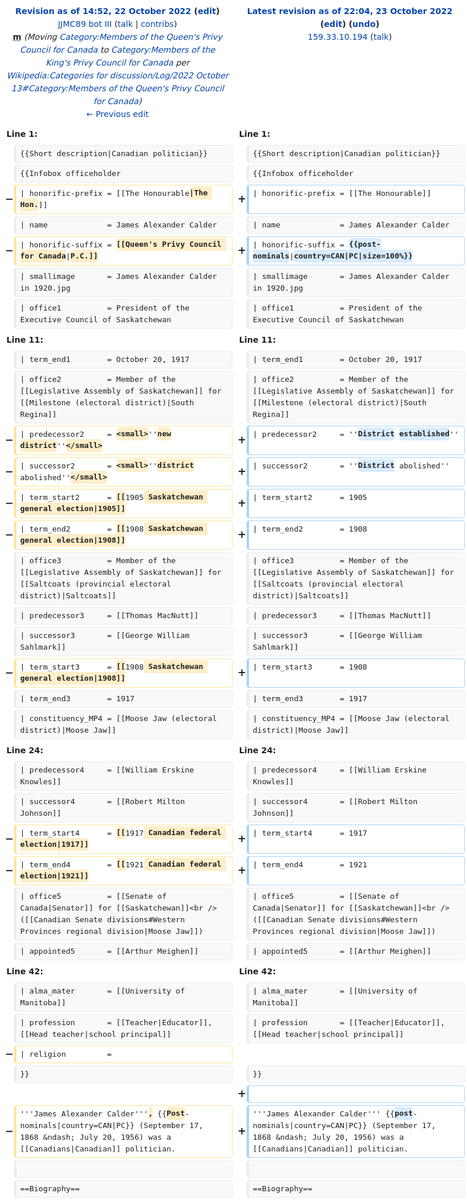 Revision as of 14:52, 22 October 2022 (edit)
JJMC89 bot III (talk | contribs)
m (Moving Category:Members of the Queen's Privy
Council for Canada to Category:Members of the
King's Privy Council for Canada per
Wikipedia:Categories for discussion/Log/2022 October
13#Category:Members of the Queen's Privy Council
for Canada)
← Previous edit
Latest revision as of 22:04, 23 October 2022
(edit) (undo)
159.33.10.194 (talk)
Line 1:
Line 1:
{{Short description|Canadian politician}}
{{Short description|Canadian politician}}
{{Infobox officeholder
{{Infobox officeholder
− | honorific-prefix = [[The Honourable|The
Hon.]]
+ | honorific-prefix = [[The Honourable]]
| name = James Alexander Calder
| name = James Alexander Calder
− | honorific-suffix = [[Queen's Privy Council
for Canada|P.C.]]
+ | honorific-suffix = {{post-
nominals|country=CAN|PC|size=100%}}
| smallimage = James Alexander Calder
in 1920.jpg
| smallimage = James Alexander Calder
in 1920.jpg
| office1 = President of the
Executive Council of Saskatchewan
| office1 = President of the
Executive Council of Saskatchewan
Line 11:
Line 11:
| term_end1 = October 20, 1917
| term_end1 = October 20, 1917
| office2 = Member of the
[[Legislative Assembly of Saskatchewan]] for
[[Milestone (electoral district)|South
Regina]]
| office2 = Member of the
[[Legislative Assembly of Saskatchewan]] for
[[Milestone (electoral district)|South
Regina]]
− | predecessor2 = <small>''new
district''</small>
+ | predecessor2 = ''District established''
− | successor2 = <small>''district
abolished''</small>
+ | successor2 = ''District abolished''
− | term_start2 = [[1905 Saskatchewan
general election|1905]]
+ | term_start2 = 1905
− | term_end2 = [[1908 Saskatchewan
general election|1908]]
+ | term_end2 = 1908
| office3 = Member of the
[[Legislative Assembly of Saskatchewan]] for
[[Saltcoats (provincial electoral
district)|Saltcoats]]
| office3 = Member of the
[[Legislative Assembly of Saskatchewan]] for
[[Saltcoats (provincial electoral
district)|Saltcoats]]
| predecessor3 = [[Thomas MacNutt]]
| predecessor3 = [[Thomas MacNutt]]
| successor3 = [[George William
Sahlmark]]
| successor3 = [[George William
Sahlmark]]
− | term_start3 = [[1908 Saskatchewan
general election|1908]]
+ | term_start3 = 1908
| term_end3 = 1917
| term_end3 = 1917
| constituency_MP4 = [[Moose Jaw (electoral
district)|Moose Jaw]]
| constituency_MP4 = [[Moose Jaw (electoral
district)|Moose Jaw]]
Line 24:
Line 24:
| predecessor4 = [[William Erskine
Knowles]]
| predecessor4 = [[William Erskine
Knowles]]
| successor4 = [[Robert Milton
Johnson]]
| successor4 = [[Robert Milton
Johnson]]
− | term_start4 = [[1917 Canadian federal
election|1917]]
+ | term_start4 = 1917
− | term_end4 = [[1921 Canadian federal
election|1921]]
+ | term_end4 = 1921
| office5 = [[Senate of
Canada|Senator]] for [[Saskatchewan]]<br />
([[Canadian Senate divisions#Western
Provinces regional division|Moose Jaw]])
| office5 = [[Senate of
Canada|Senator]] for [[Saskatchewan]]<br />
([[Canadian Senate divisions#Western
Provinces regional division|Moose Jaw]])
| appointed5 = [[Arthur Meighen]]
| appointed5 = [[Arthur Meighen]]
Line 42:
Line 42:
| alma_mater = [[University of
Manitoba]]
| alma_mater = [[University of
Manitoba]]
| profession = [[Teacher|Educator]],
[[Head teacher|school principal]]
| profession = [[Teacher|Educator]],
[[Head teacher|school principal]]
− | religion =
}}
}}
+
− '''James Alexander Calder''', {{Post-
nominals|country=CAN|PC}} (September 17,
1868 &ndash; July 20, 1956) was a
[[Canadians|Canadian]] politician.
+ '''James Alexander Calder''' {{post-
nominals|country=CAN|PC}} (September 17,
1868 &ndash; July 20, 1956) was a
[[Canadians|Canadian]] politician.
==Biography==
==Biography==